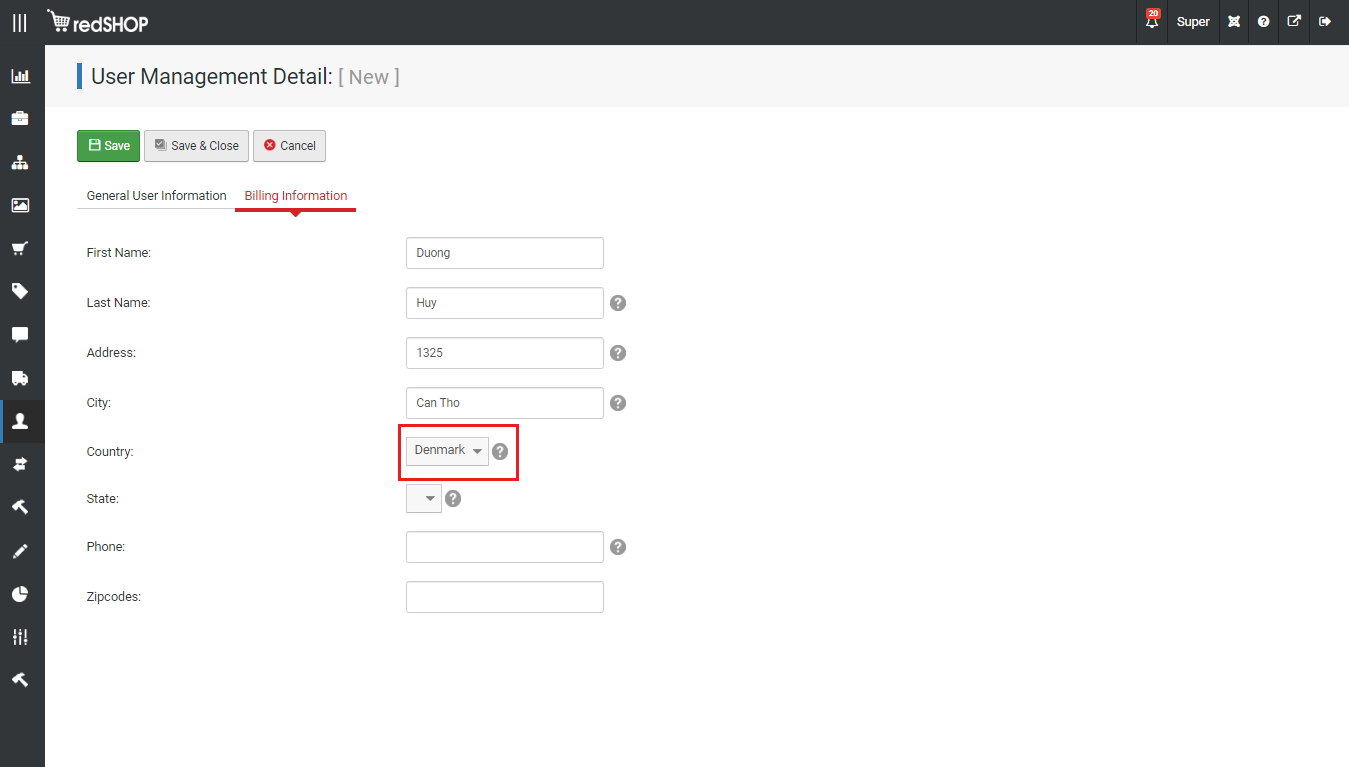 redSHOP
20
Super
User Management Detail: [ New ]
Save
Save & Close
Cancel
General User Information
Billing Information
First Name:
Duong
Last Name:
Huy
Address:
1325
City:
Can Tho
Country:
Denmark
State:
Phone:
Zipcodes: